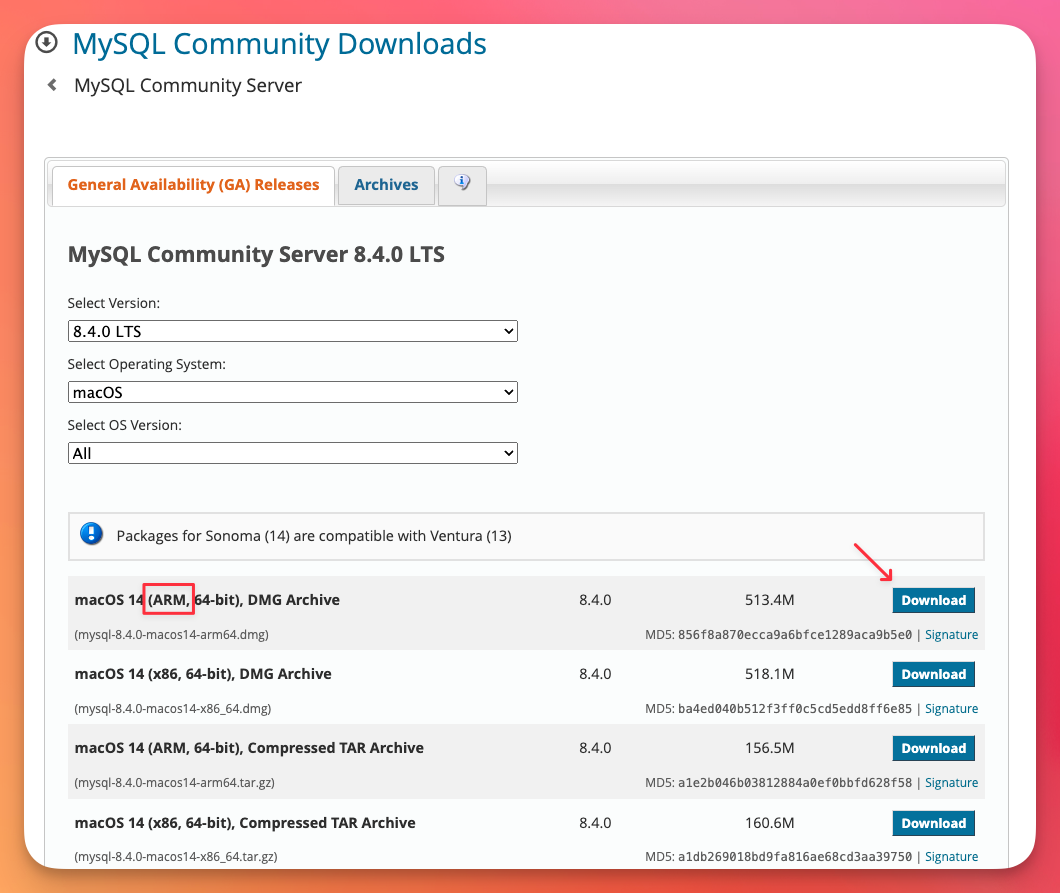 MySQL Community Downloads
MySQL Community Server
General Availability (GA) Releases Archives
MySQL Community Server 8.4.0 LTS
Select Version:
8.4.0 LTS
Select Operating System:
macOS
Select OS Version:
All
Packages for Sonoma (14) are compatible with Ventura (13)
macOS 14 (ARM, 64-bit), DMG Archive 8.4.0 513.4M Download
(mysql-8.4.0-macos14-arm64.dmg) MD5: 856f8a870ecca9a6bfce1289aca9b5e0 | Signature
macOS 14 (x86, 64-bit), DMG Archive 8.4.0 518.1M Download
(mysql-8.4.0-macos14-x86_64.dmg) MD5: ba4ed040b512f3ff0c5cd5edd8ff6e85 | Signature
macOS 14 (ARM, 64-bit), Compressed TAR Archive 8.4.0 156.5M Download
(mysql-8.4.0-macos14-arm64.tar.gz) MD5: a1e2b046b03812884a0ef0bbfd628f58 | Signature
macOS 14 (x86, 64-bit), Compressed TAR Archive 8.4.0 160.6M Download
(mysql-8.4.0-macos14-x86_64.tar.gz) MD5: a1db269018bd9fa816ae68cd3aa39750 | Signature